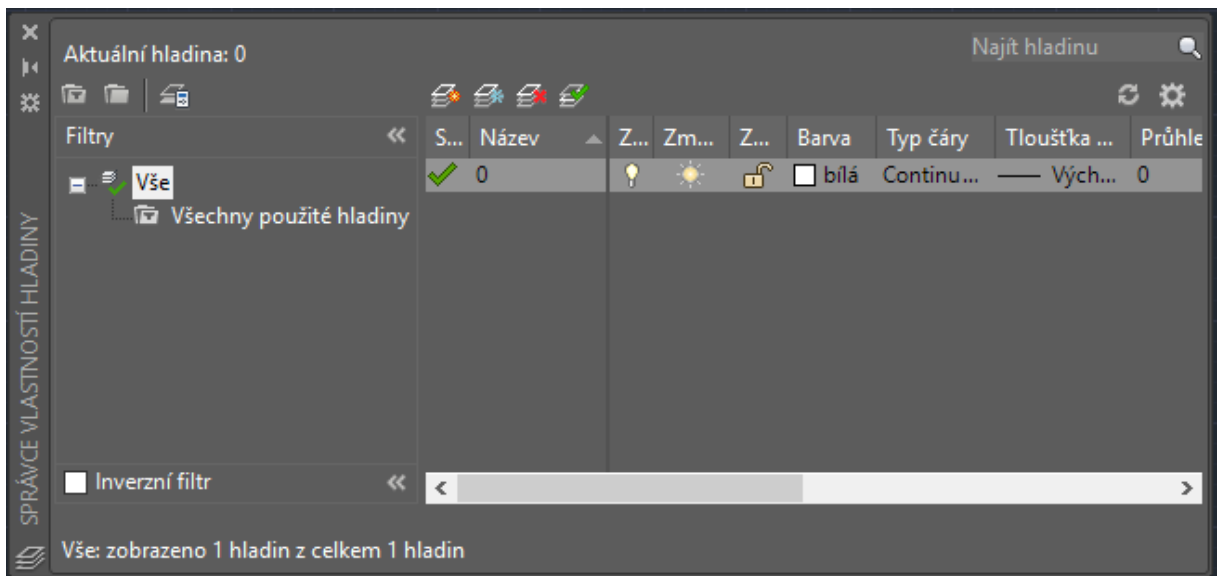 Aktuální hladina: 0
Najít hladinu
Filtry
S... Název Z... Zm... Z... Barva Typ čáry Tloušťka ... Průhle
Vše
0 bílá Continu... Vých... 0
Všechny použité hladiny
SPRÁVCE VLASTNOSTÍ HLADINY
Inverzní filtr
Vše: zobrazeno 1 hladin z celkem 1 hladin